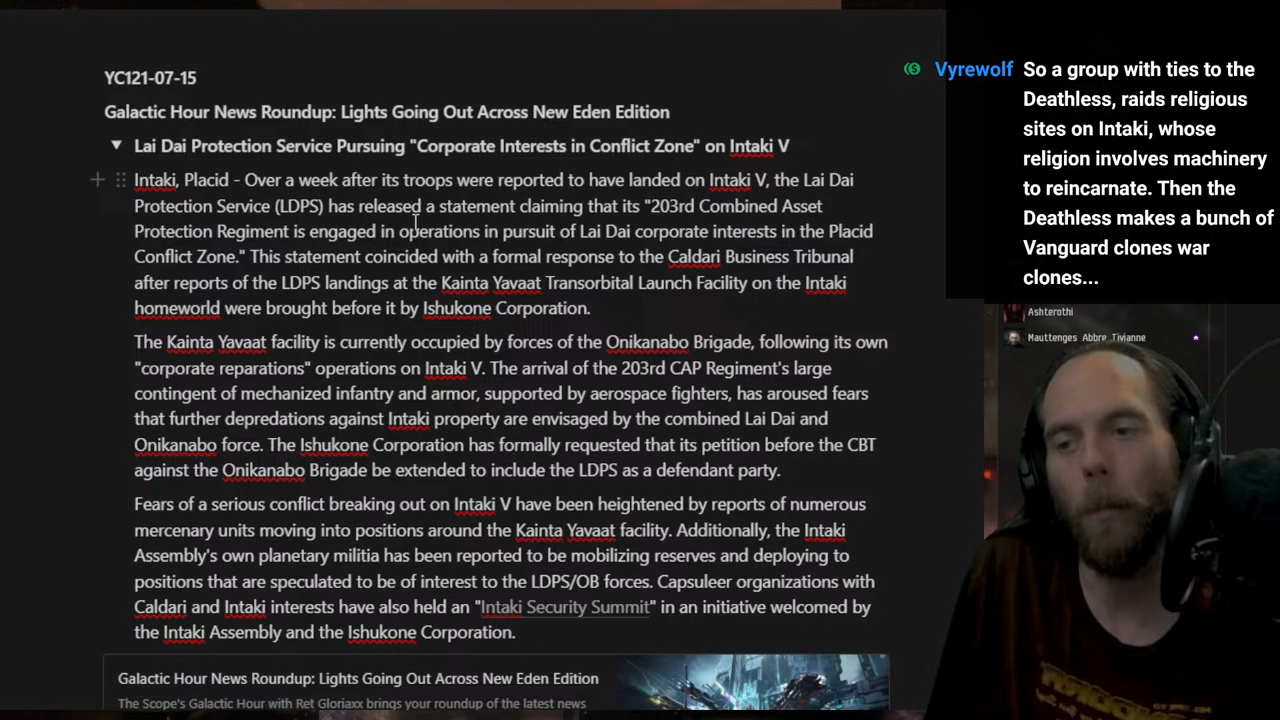 YC121-07-15
Galactic Hour News Roundup: Lights Going Out Across New Eden Edition
Lai Dai Protection Service Pursuing "Corporate Interests in Conflict Zone" on Intaki V
Intaki, Placid - Over a week after its troops were reported to have landed on Intaki V, the Lai Dai
Protection Service (LDPS) has released a statement claiming that its "203rd Combined Asset
Protection Regiment is engaged in operations in pursuit of Lai Dai corporate interests in the Placid
Conflict Zone." This statement coincided with a formal response to the Caldari Business Tribunal
after reports of the LDPS landings at the Kainta Yavaat Transorbital Launch Facility on the Intaki
homeworld were brought before it by Ishukone Corporation.
The Kainta Yavaat facility is currently occupied by forces of the Onikanabo Brigade, following its own
"corporate reparations" operations on Intaki V. The arrival of the 203rd CAP Regiment's large
contingent of mechanized infantry and armor, supported by aerospace fighters, has aroused fears
that further depredations against Intaki property are envisaged by the combined Lai Dai and
Onikanabo force. The Ishukone Corporation has formally requested that its petition before the CBT
against the Onikanabo Brigade be extended to include the LDPS as a defendant party.
Fears of a serious conflict breaking out on Intaki V have been heightened by reports of numerous
mercenary units moving into positions around the Kainta Yavaat facility. Additionally, the Intaki
Assembly's own planetary militia has been reported to be mobilizing reserves and deploying to
positions that are speculated to be of interest to the LDPS/OB forces. Capsuleer organizations with
Caldari and Intaki interests have also held an "Intaki Security Summit" in an initiative welcomed by
the Intaki Assembly and the Ishukone Corporation.
Galactic Hour News Roundup: Lights Going Out Across New Eden Edition
The Scope's Galactic Hour with Ret Gloriaxx brings your roundup of the latest news
Vyrewolf So a group with ties to the
Deathless, raids religious
sites on Intaki, whose
religion involves machinery
to reincarnate. Then the
Deathless makes a bunch of
Vanguard clones war
clones...
Ashterothi
Mauttenges Abbre Tivianne